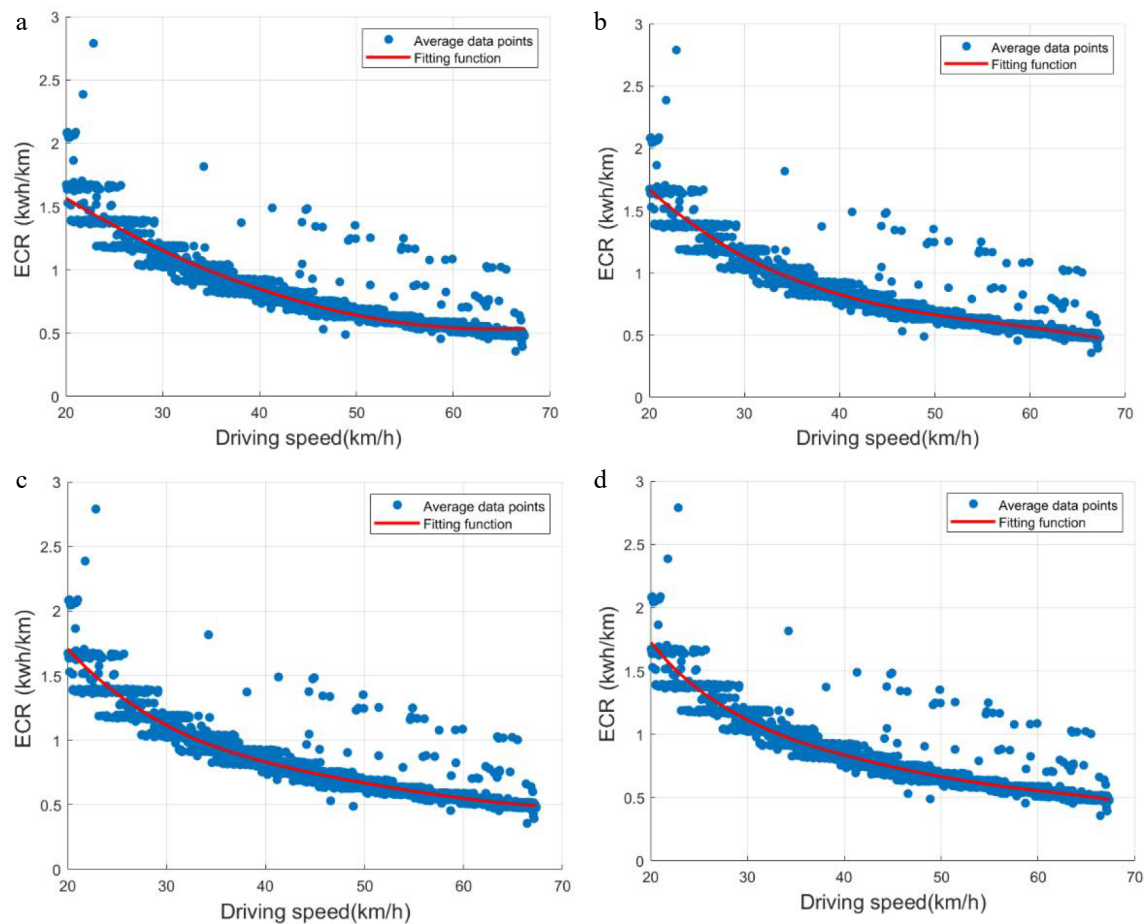 a
3
2.5
2
1.5
1
0.5
0
20
30
40
50
60
70
ECR (kwh/km)
Driving speed(km/h)
Average data points
Fitting function
b
3
2.5
2
1.5
1
0.5
0
20
30
40
50
60
70
ECR (kwh/km)
Driving speed(km/h)
Average data points
Fitting function
c
3
2.5
2
1.5
1
0.5
0
20
30
40
50
60
70
ECR (kwh/km)
Driving speed(km/h)
Average data points
Fitting function
d
3
2.5
2
1.5
1
0.5
0
20
30
40
50
60
70
ECR (kwh/km)
Driving speed(km/h)
Average data points
Fitting function